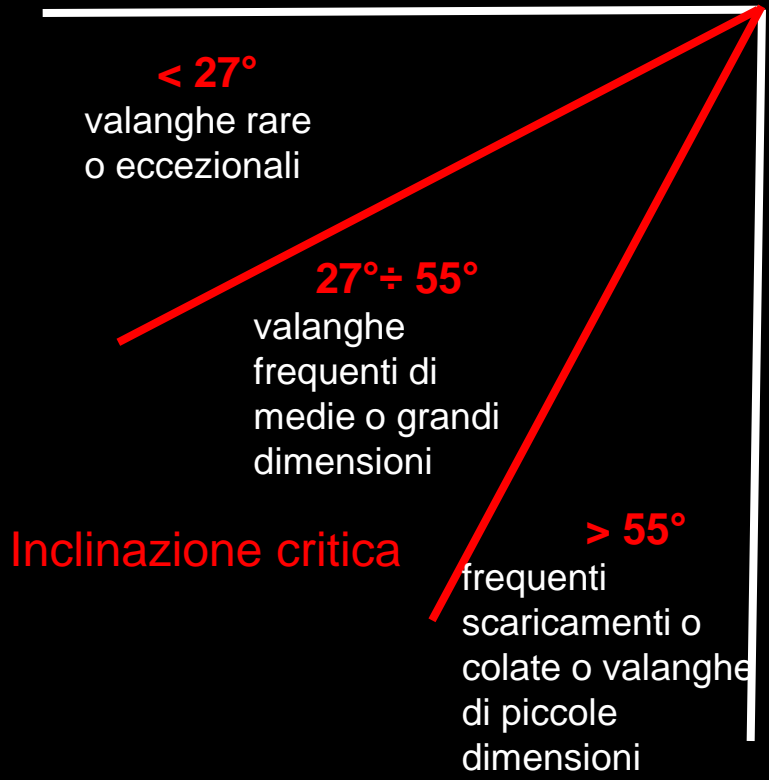 < 27°
valanghe rare
o eccezionali
27°÷ 55°
valanghe
frequenti di
medie o grandi
dimensioni
Inclinazione critica
> 55°
frequenti
scaricamenti o
colate o valanghe
di piccole
dimensioni